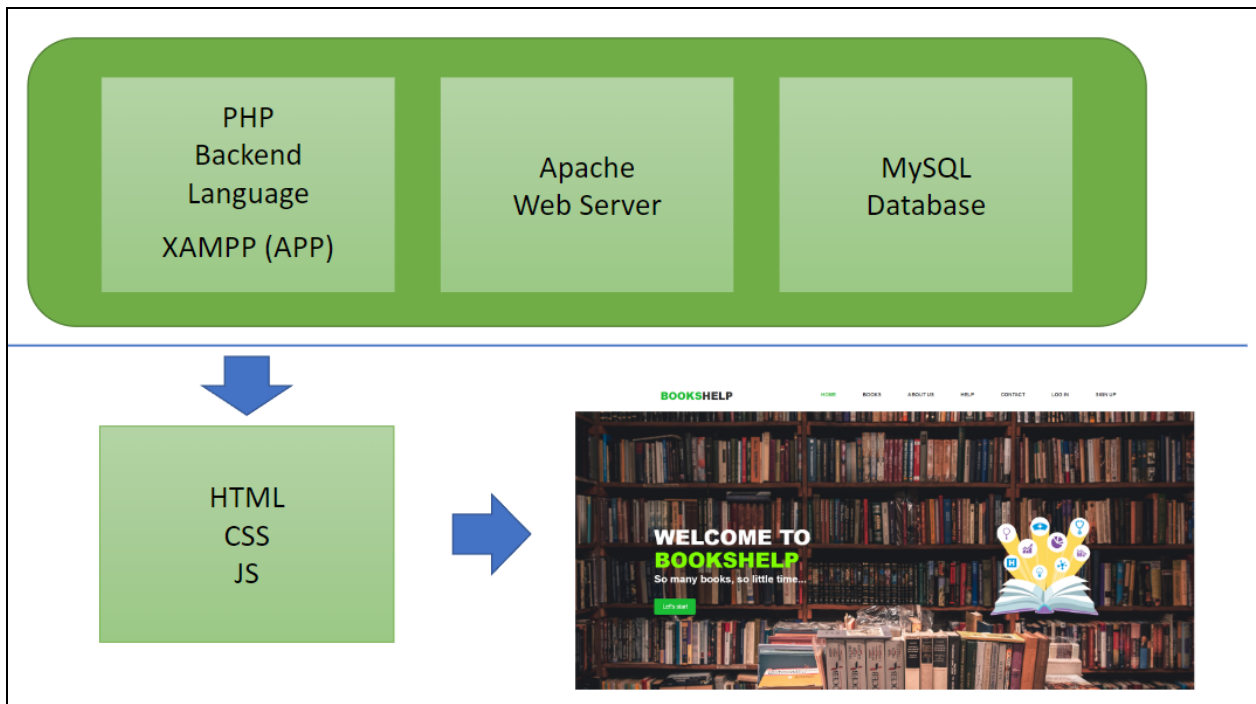 PHP
Backend
Language
XAMPP (APP)
Apache
Web Server
MySQL
Database
HTML
CSS
JS
BOOKSHELP
HOME BOOKS ABOUT US HELP CONTACT LOG IN SIGN UP
WELCOME TO
BOOKSHELP
So many books, so little time...
Let's start